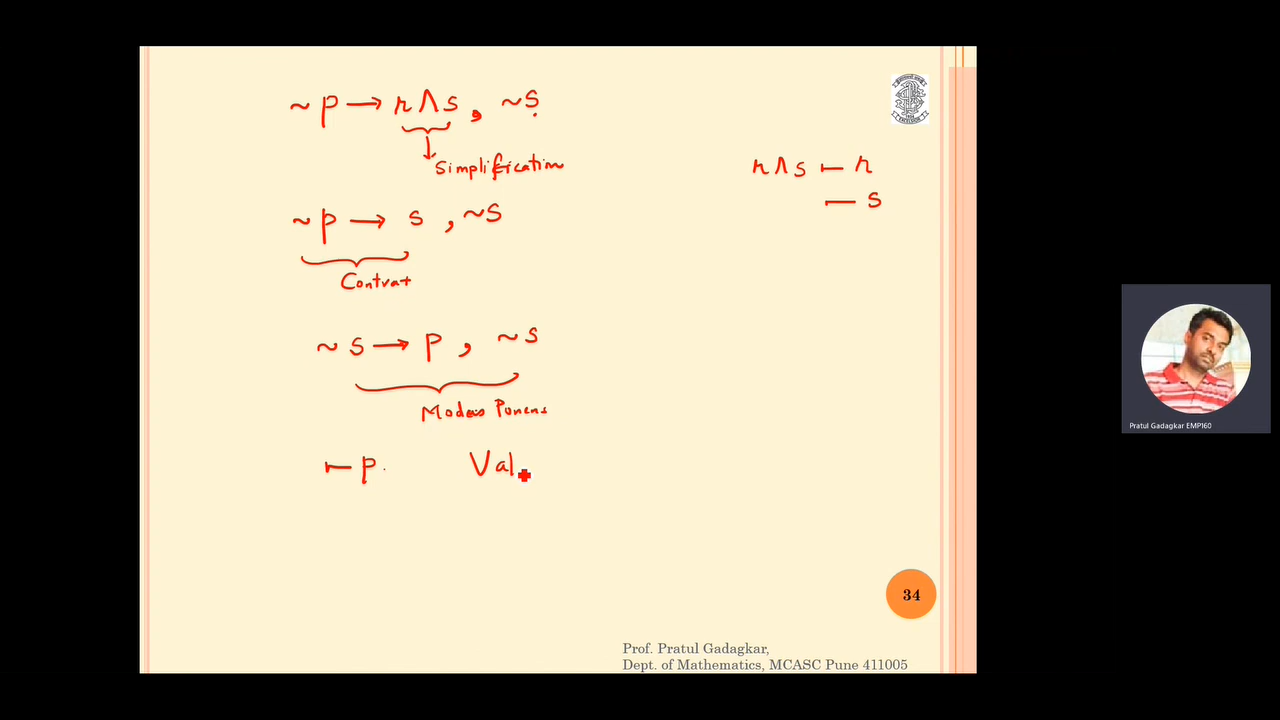 ~p → r∧s, ~s
Simplification
r∧s ⊢ r
⊢ s
~p → s, ~s
Contrat
~s → p, ~s
Modus Ponens
⊢ p.
Val
34
Prof. Pratul Gadagkar,
Dept. of Mathematics, MCASC Pune 411005
Pratul Gadagkar EMP160